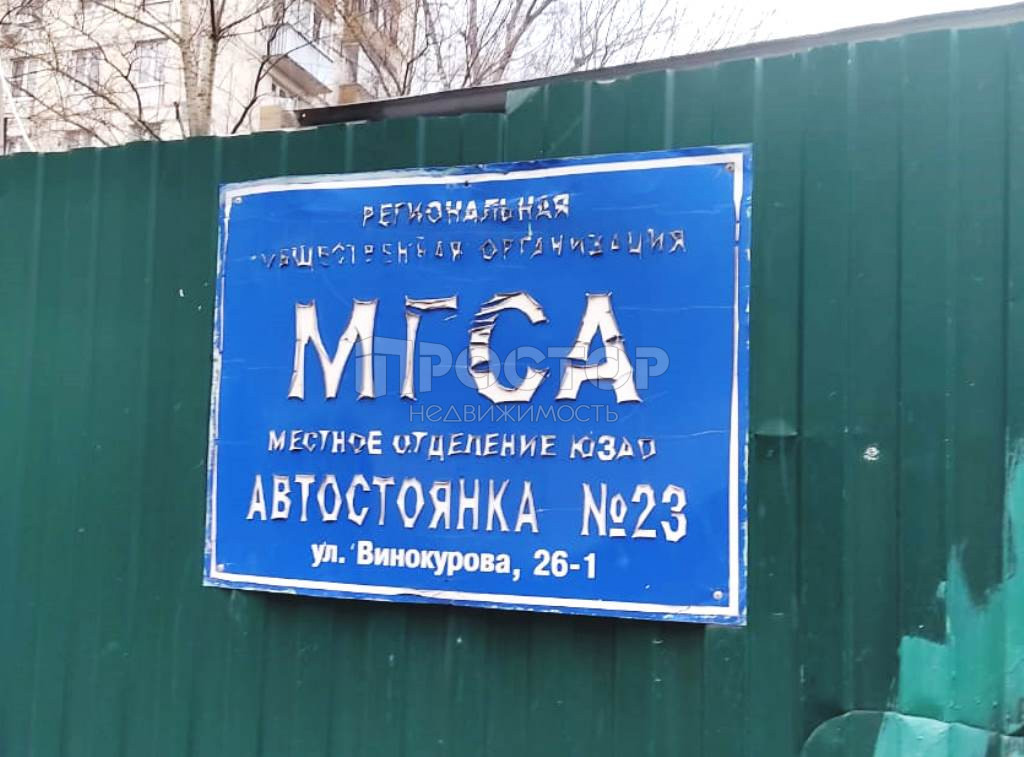 РЕГИОНАЛЬНАЯ
ОБЩЕСТВЕННАЯ ОРГАНИЗАЦИЯ
МГСА
ПРОСТОР
НЕДВИЖИМОСТЬ
МЕСТНОЕ ОТДЕЛЕНИЕ ЮЗАО
АВТОСТОЯНКА №23
ул. Винокурова, 26-1